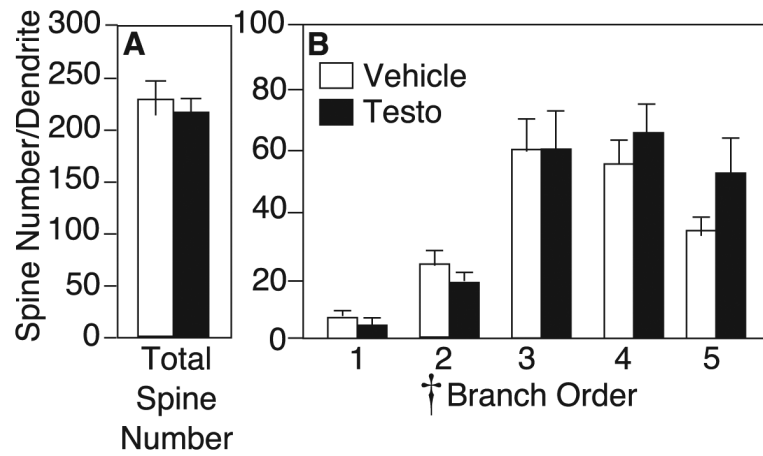 Spine Number/Dendrite
300
250
200
150
100
50
0
A
Total
Spine
Number
100
80
60
40
20
0
B
Vehicle
Testo
1 2 3 4 5
†Branch Order